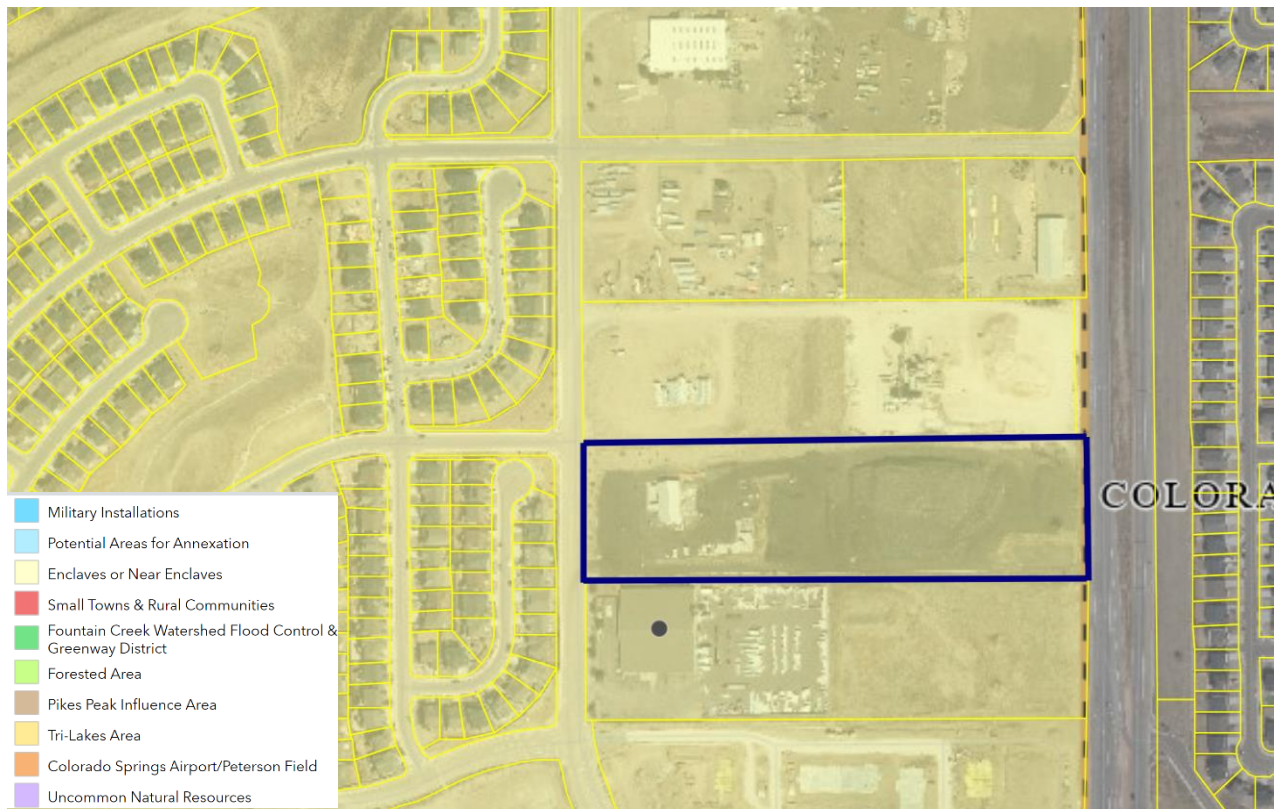 COLORA
Military Installations
Potential Areas for Annexation
Enclaves or Near Enclaves
Small Towns & Rural Communities
Fountain Creek Watershed Flood Control &
Greenway District
Forested Area
Pikes Peak Influence Area
Tri-Lakes Area
Colorado Springs Airport/Peterson Field
Uncommon Natural Resources